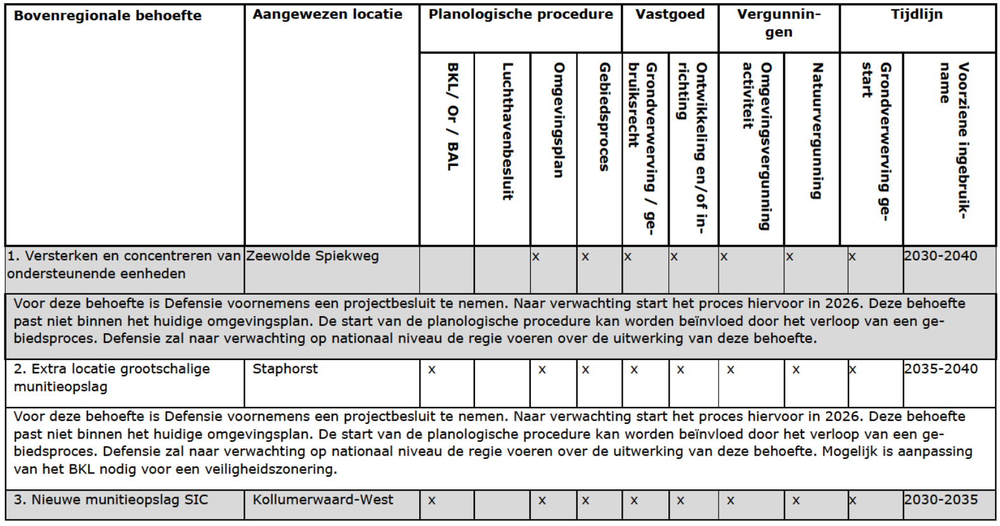 Bovenregionale behoefte Aangewezen locatie Planologische procedure Vastgoed Vergunnin-
gen Tijdlijn
BKL/ Or / BAL
Luchthavenbesluit
Omgevingsplan
Gebiedsproces
Grondverwerving / ge-
bruiksrecht
Ontwikkeling en/of in-
richting
Omgevingsvergunning
activiteit
Natuurvergunning
Grondverwerving ge-
start
Voorziene ingebruik-
name
1. Versterken en concentreren van Zeewolde Spiekweg x x x x x x x 2030-2040
ondersteunende eenheden
Voor deze behoefte is Defensie voornemens een projectbesluit te nemen. Naar verwachting start het proces hiervoor in 2026. Deze behoefte
past niet binnen het huidige omgevingsplan. De start van de planologische procedure kan worden beïnvloed door het verloop van een ge-
biedsproces. Defensie zal naar verwachting op nationaal niveau de regie voeren over de uitwerking van deze behoefte.
2. Extra locatie grootschalige Staphorst x x x x x x x x 2035-2040
munitieopslag
Voor deze behoefte is Defensie voornemens een projectbesluit te nemen. Naar verwachting start het proces hiervoor in 2026. Deze behoefte
past niet binnen het huidige omgevingsplan. De start van de planologische procedure kan worden beïnvloed door het verloop van een ge-
biedsproces. Defensie zal naar verwachting op nationaal niveau de regie voeren over de uitwerking van deze behoefte. Mogelijk is aanpassing
van het BKL nodig voor een veiligheidszonering.
3. Nieuwe munitieopslag SIC Kollumerwaard-West x x x x x x x x 2030-2035